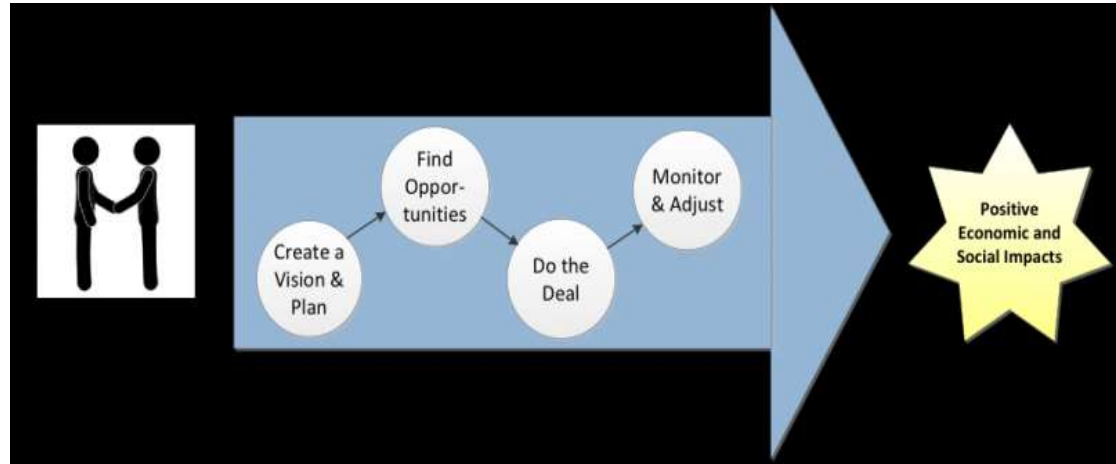 Create a
Vision &
Plan
Find
Oppor-
tunities
Do the
Deal
Monitor
& Adjust
Positive
Economic and
Social Impacts